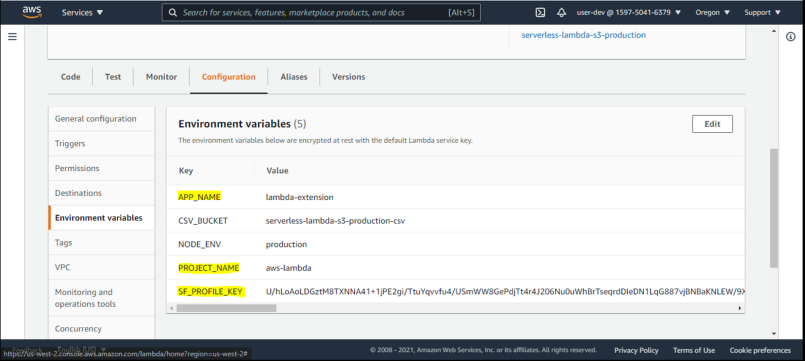 aws
Services ▼
Search for services, features, marketplace products, and docs [Alt+S]
user-dev @ 1597-5041-6379 ▼
Oregon ▼
Support ▼
serverless-lambda-s3-production
Code
Test
Monitor
Configuration
Aliases
Versions
General configuration
Triggers
Permissions
Destinations
Environment variables
Tags
VPC
Monitoring and
operations tools
Concurrency
Environment variables (5)
Edit
The environment variables below are encrypted at rest with the default Lambda service key.
Key Value
APP_NAME lambda-extension
CSV_BUCKET serverless-lambda-s3-production-csv
NODE_ENV production
PROJECT_NAME aws-lambda
SF_PROFILE_KEY U/hLoAoLDGztM8TXNNA41+1jPE2gi/TtuYqvvfu4/USmWW8GePdjTt4r4J206Nu0uWhBrTseqrdDIeDN1LqG887vjBNBaKNLEW/9X
https://us-west-2.console.aws.amazon.com/lambda/home?region=us-west-2#
© 2008 - 2021, Amazon Web Services, Inc. or its affiliates. All rights reserved.
Privacy Policy
Terms of Use
Cookie preferences